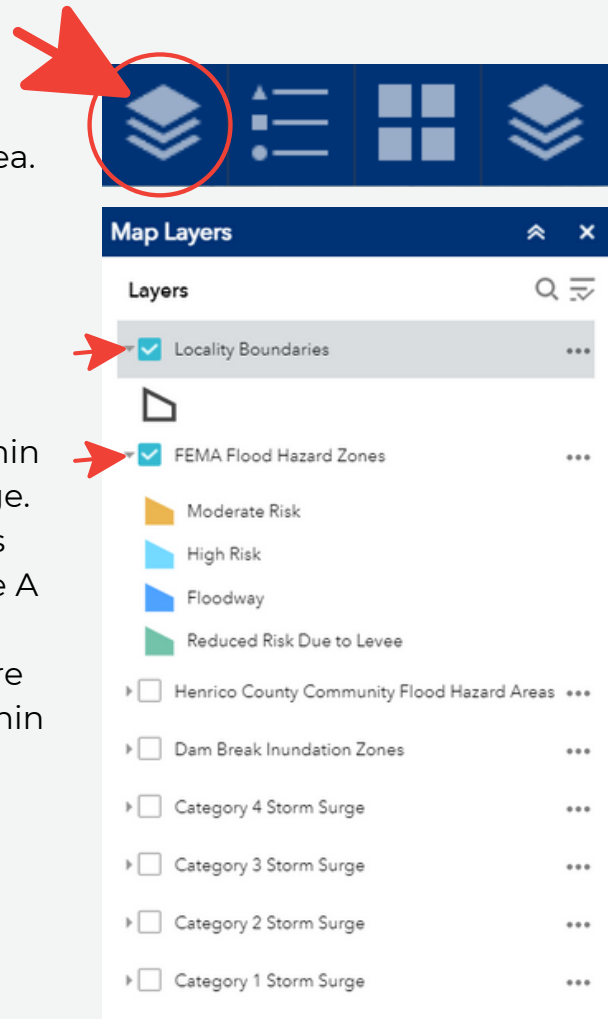 ea.
Map Layers
Layers
Locality Boundaries
hin
FEMA Flood Hazard Zones
ge.
Moderate Risk
s
High Risk
e A
Floodway
Reduced Risk Due to Levee
re
Henrico County Community Flood Hazard Areas
hin
Dam Break Inundation Zones
Category 4 Storm Surge
Category 3 Storm Surge
Category 2 Storm Surge
Category 1 Storm Surge